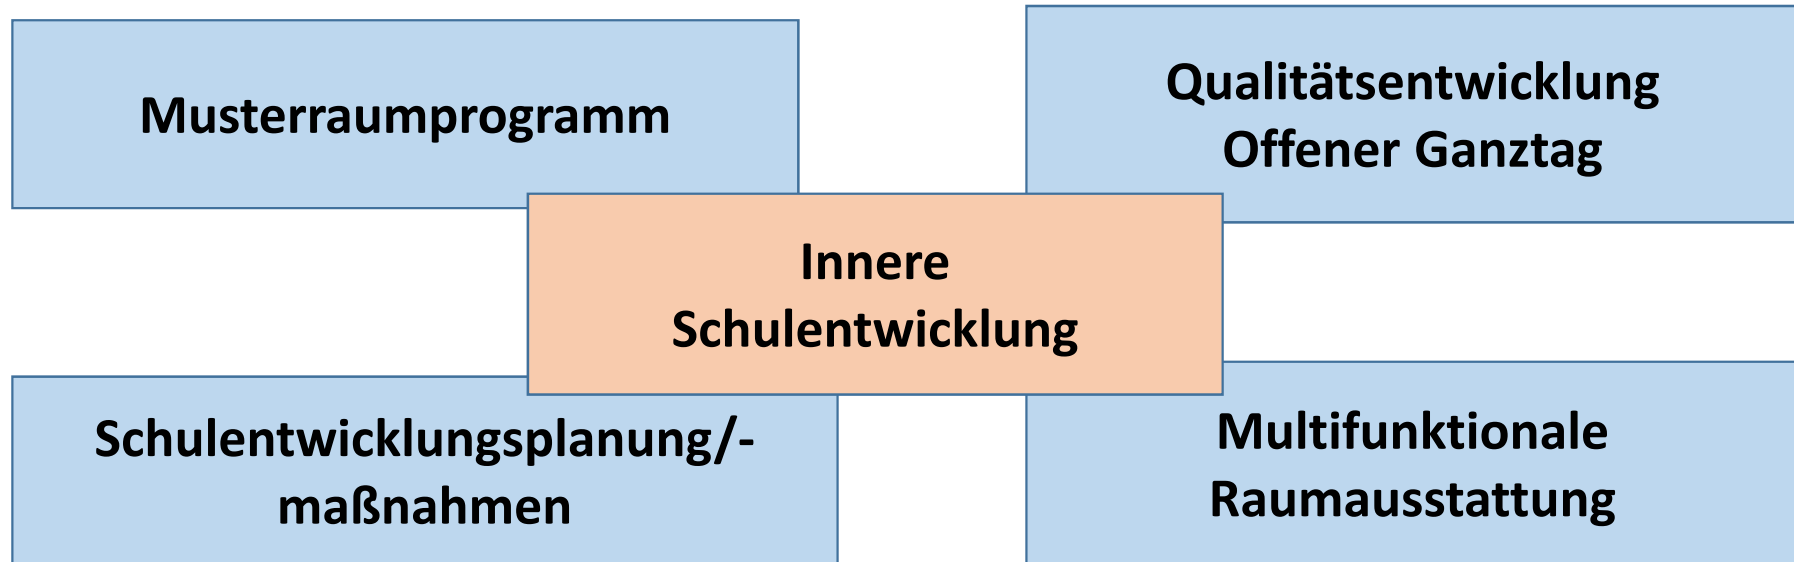 Musterraumprogramm
Qualitätsentwicklung
Offener Ganztag
Innere
Schulentwicklung
Schulentwicklungsplanung/-
maßnahmen
Multifunktionale
Raumausstattung